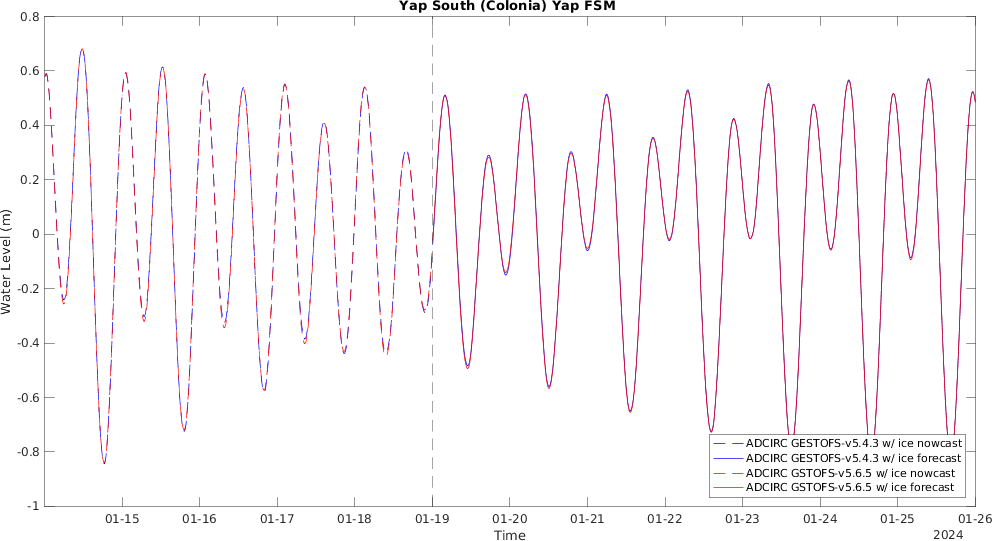 Yap South (Colonia) Yap FSM
0.8
0.6
0.4
0.2
0
-0.2
-0.4
-0.6
-0.8
-1
Water Level (m)
01-15 01-16 01-17 01-18 01-19 01-20 01-21 01-22 01-23 01-24 01-25 01-26
Time
2024
ADCIRC GESTOFS-v5.4.3 w/ ice nowcast
ADCIRC GESTOFS-v5.4.3 w/ ice forecast
ADCIRC GSTOFS-v5.6.5 w/ ice nowcast
ADCIRC GSTOFS-v5.6.5 w/ ice forecast